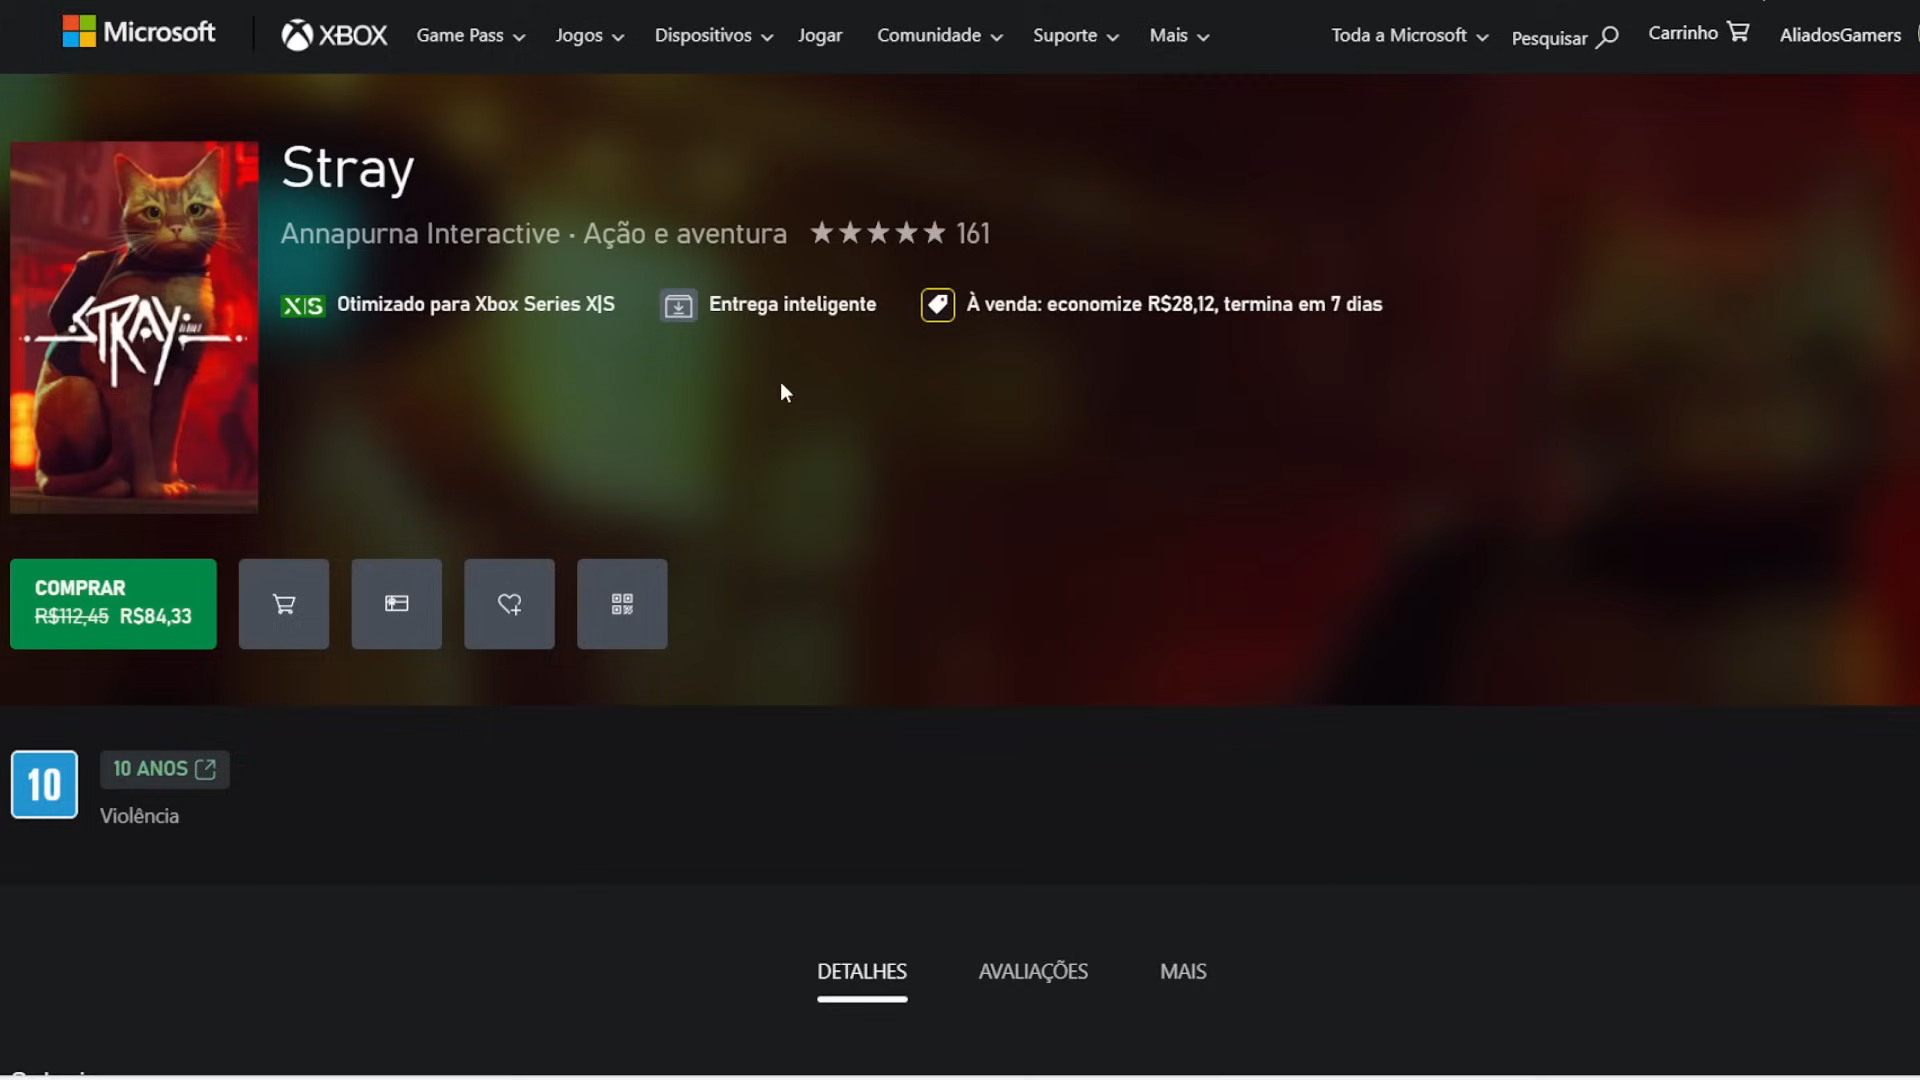 Microsoft
XBOX
Game Pass
Jogos
Dispositivos
Jogar
Comunidade
Suporte
Mais
Toda a Microsoft
Pesquisar
Carrinho
AliadosGamers
STRAY
Stray
Annapurna Interactive · Ação e aventura ★★★★★ 161
X|S Otimizado para Xbox Series X|S
Entrega inteligente
À venda: economize R$28,12, termina em 7 dias
COMPRAR
R$112,45 R$84,33
10
10 ANOS
Violência
DETALHES
AVALIAÇÕES
MAIS